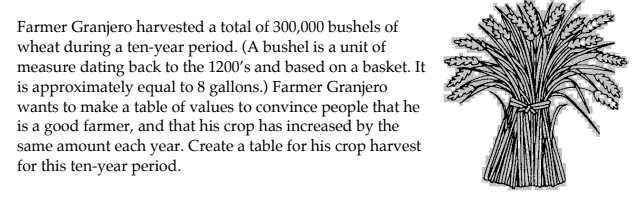 Farmer Granjero harvested a total of 300,000 bushels of
wheat during a ten-year period. (A bushel is a unit of
measure dating back to the 1200's and based on a basket. It
is approximately equal to 8 gallons.) Farmer Granjero
wants to make a table of values to convince people that he
is a good farmer, and that his crop has increased by the
same amount each year. Create a table for his crop harvest
for this ten-year period.